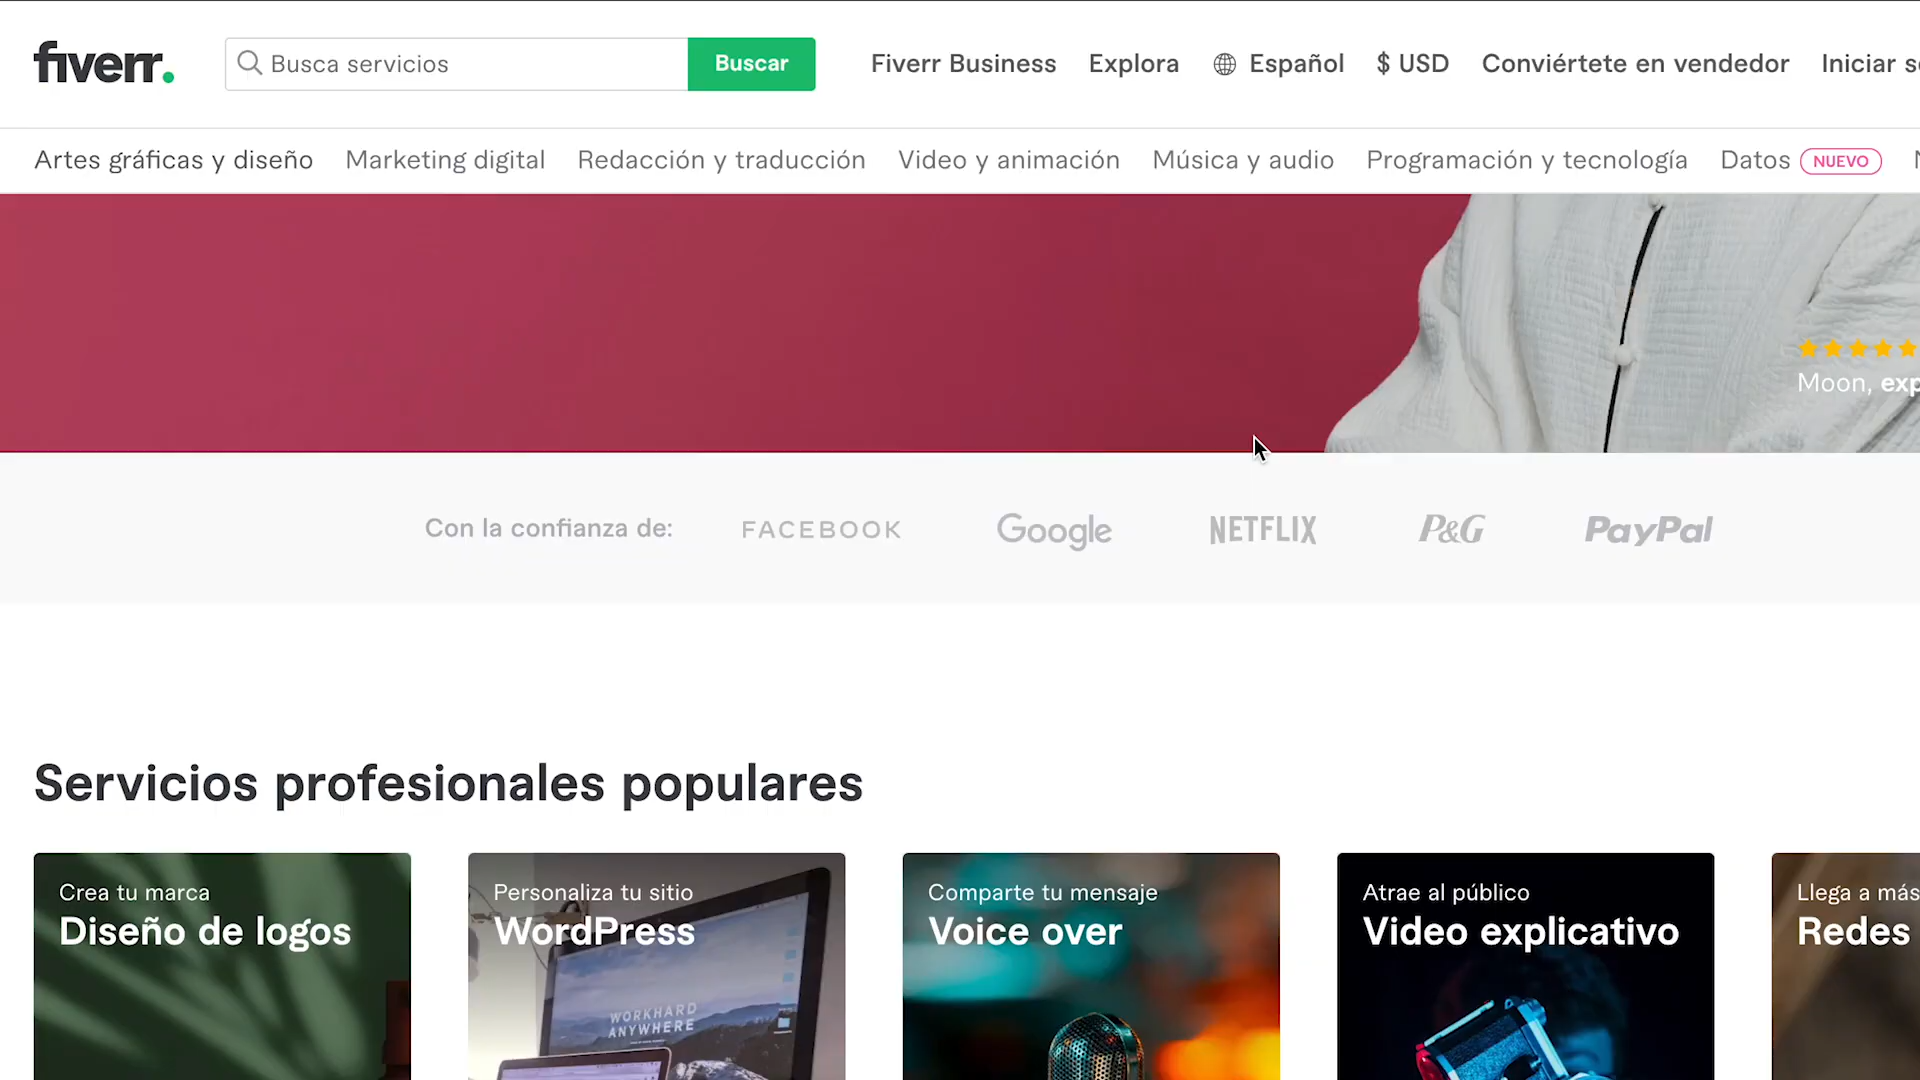 fiverr.
Busca servicios
Buscar
Fiverr Business
Explora
Español
$ USD
Conviértete en vendedor
Iniciar
Artes gráficas y diseño
Marketing digital
Redacción y traducción
Video y animación
Música y audio
Programación y tecnología
Datos NUEVO
Moon,
Con la confianza de:
FACEBOOK
Google
NETFLIX
P&G
PayPal
Servicios profesionales populares
Crea tu marca
Diseño de logos
Personaliza tu sitio
WordPress
WORKHARD
ANYWHERE
Comparte tu mensaje
Voice over
Atrae al público
Video explicativo
Llega a más
Redes